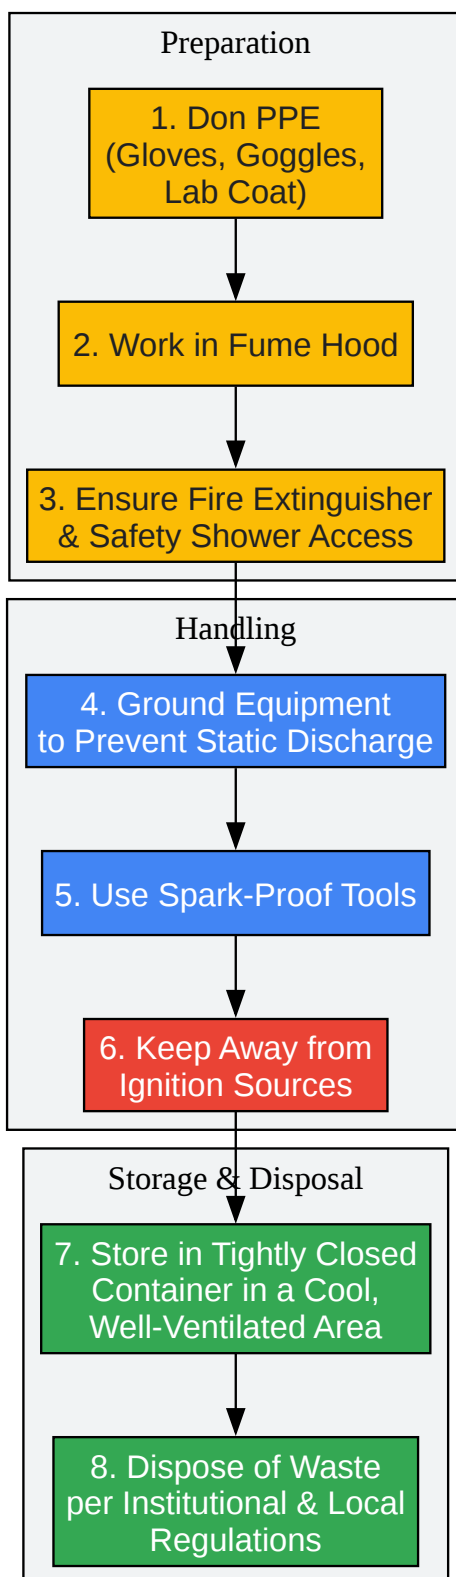 Preparation
1. Don PPE
(Gloves, Goggles,
Lab Coat)
2. Work in Fume Hood
3. Ensure Fire Extinguisher
& Safety Shower Access
Handling
4. Ground Equipment
to Prevent Static Discharge
5. Use Spark-Proof Tools
6. Keep Away from
Ignition Sources
Storage & Disposal
7. Store in Tightly Closed
Container in a Cool,
Well-Ventilated Area
8. Dispose of Waste
per Institutional & Local
Regulations